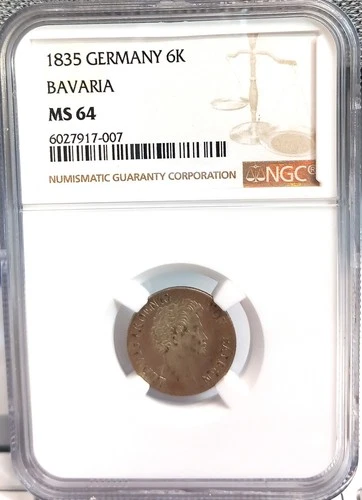 1835 GERMANY 6K
BAVARIA
MS 64
6027917-007
NUMISMATIC GUARANTY CORPORATION
NGC®